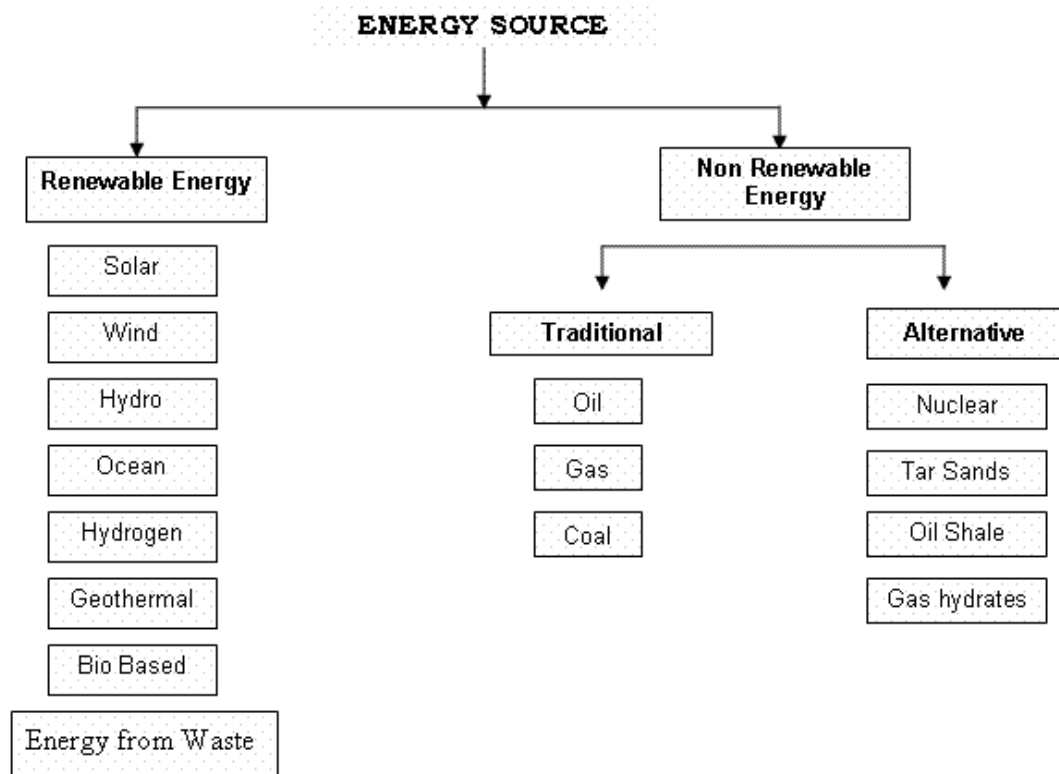 ENERGY SOURCE
Renewable Energy
Non Renewable
Energy
Solar
Wind
Hydro
Ocean
Hydrogen
Geothermal
Bio Based
Energy from Waste
Traditional
Oil
Gas
Coal
Alternative
Nuclear
Tar Sands
Oil Shale
Gas hydrates